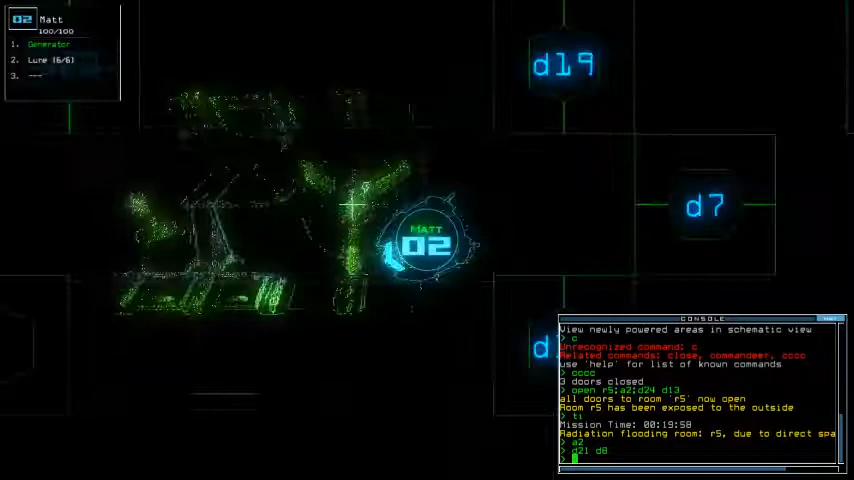 02 Matt
100/100
1. Generator
2. Lure (6/6)
3. ---
d19
d7
MATT
02
CONSOLE
View newly powered areas in schematic view
> c
Unrecognized command: c
Related commands: close, commandeer, cccc
use 'help' for list of known commands
> cccc
3 doors closed
> open r5;a2;d24 d13
all doors to room 'r5' now open
Room r5 has been exposed to the outside
> ti
Mission Time: 00:19:58
Radiation flooding room: r5, due to direct spa
> a2
> d21 d8
>